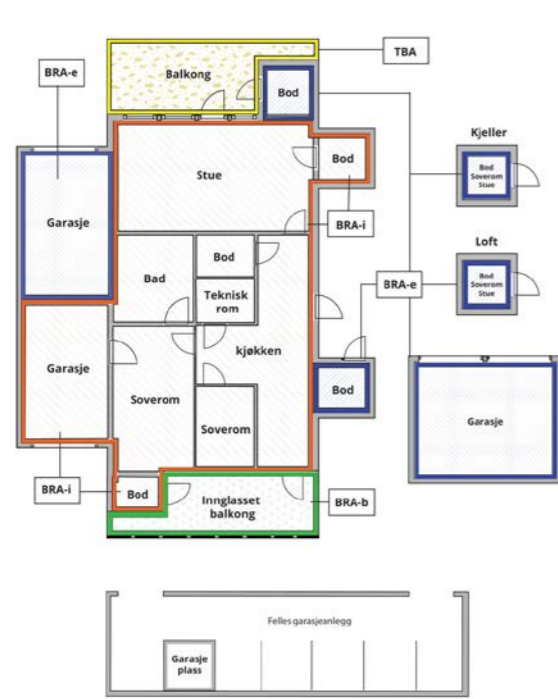 TBA
Balkong
BRA-e
Bod
Kjeller
Bod
Soverom
Stue
Bod
Stue
BRA-i
Garasje
Loft
Bod
Soverom
Stue
Bod
Bad
Teknisk
rom
BRA-e
kjøkken
Garasje
Bod
Soverom
Garasje
Soverom
BRA-i
Bod
Innglasset
balkong
BRA-b
Felles garasjeanlegg
Garasje
plass